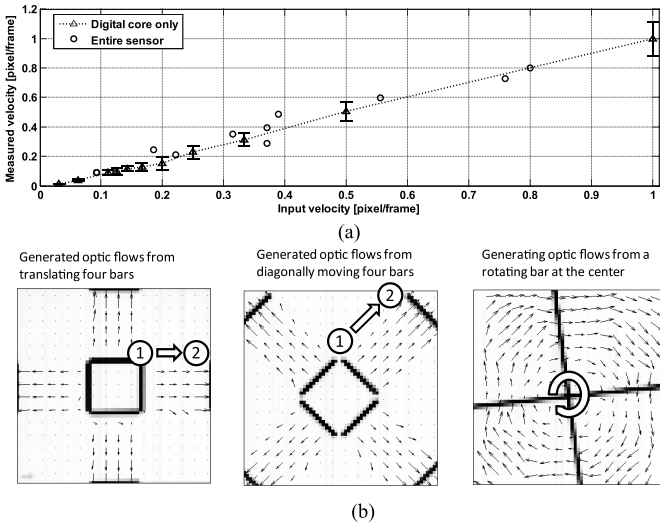 1.2
1
0.8
0.6
0.4
0.2
0
Measured velocity [pixel/frame]
Digital core only
Entire sensor
0 0.1 0.2 0.3 0.4 0.5 0.6 0.7 0.8 0.9 1
Input velocity [pixel/frame]
(a)
Generated optic flows from
translating four bars
1 2
Generated optic flows from
diagonally moving four bars
2
1
Generating optic flows from a
rotating bar at the center
(b)